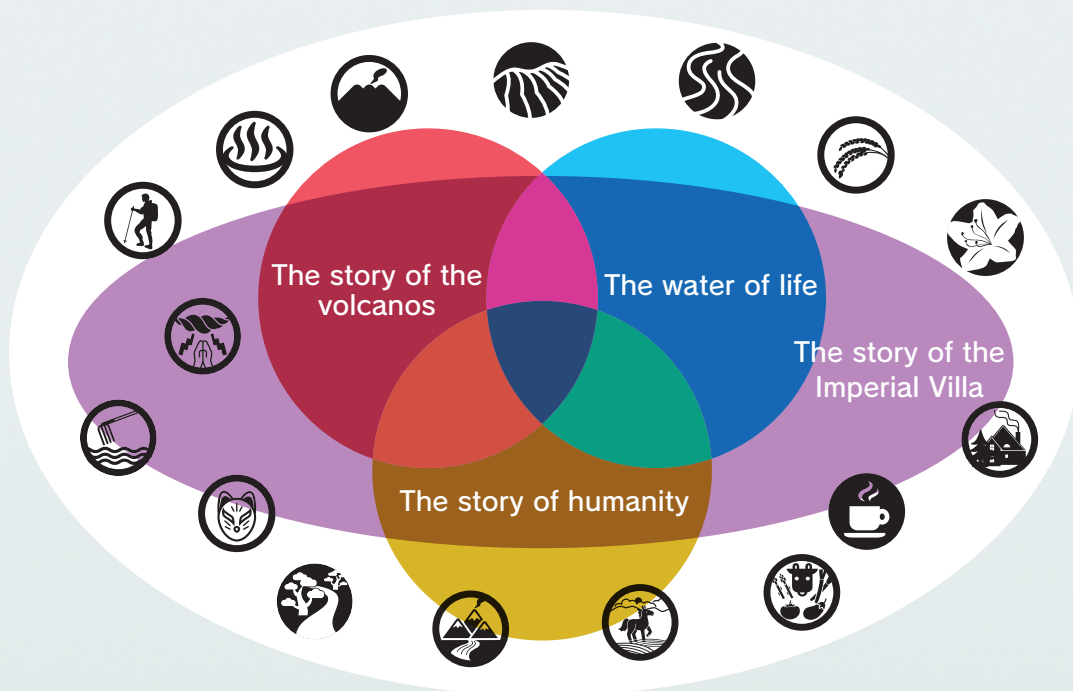 The story of the
volcanos
The water of life
The story of the
Imperial Villa
The story of humanity